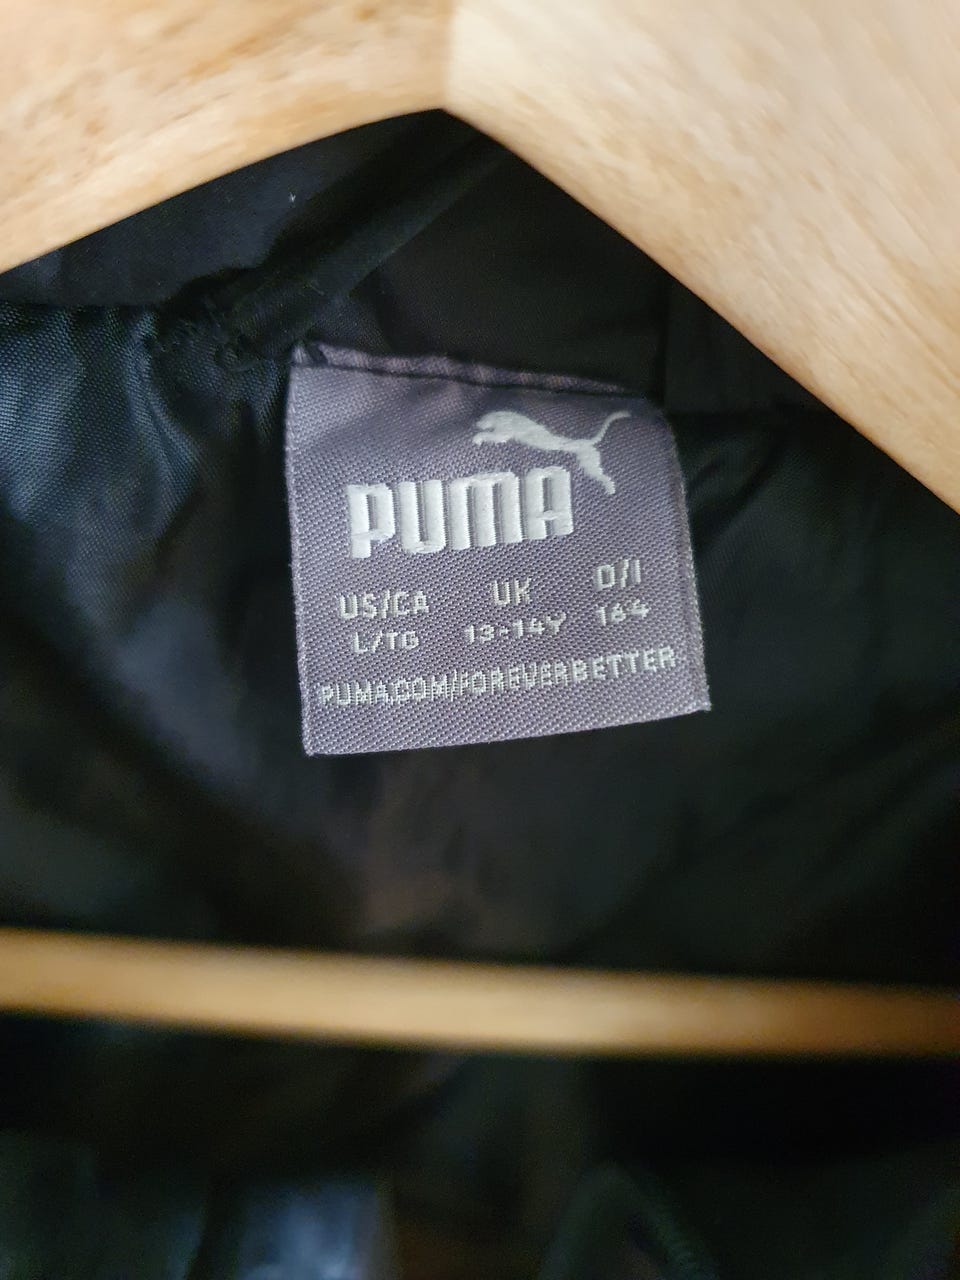 PUMA
US/CA UK D/I
L/TG 13-14Y 164
PUMA.COM/FOREVERBETTER